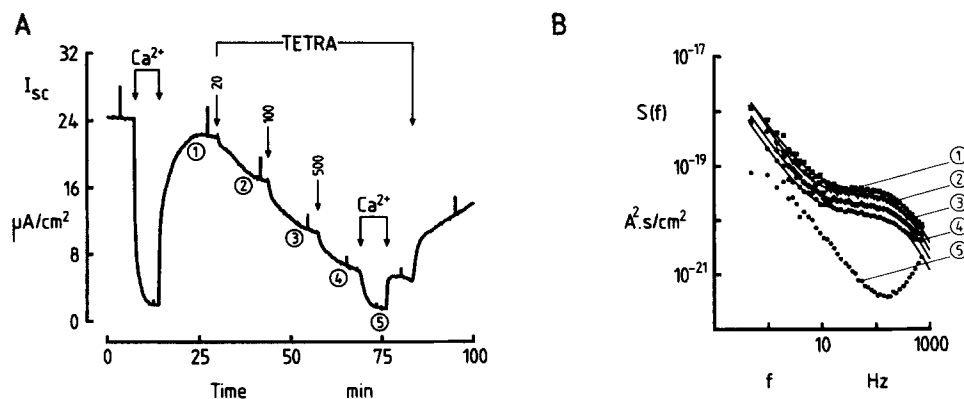 A
B
TETRA
Ca²⁺
20
100
500
Ca²⁺
32
24
16
8
0
I_SC
μA/cm²
①
②
③
④
⑤
0
25
50
75
100
Time
min
10⁻¹⁷
S(f)
10⁻¹⁹
A².s/cm²
10⁻²¹
①
②
③
④
⑤
10
1000
f
Hz